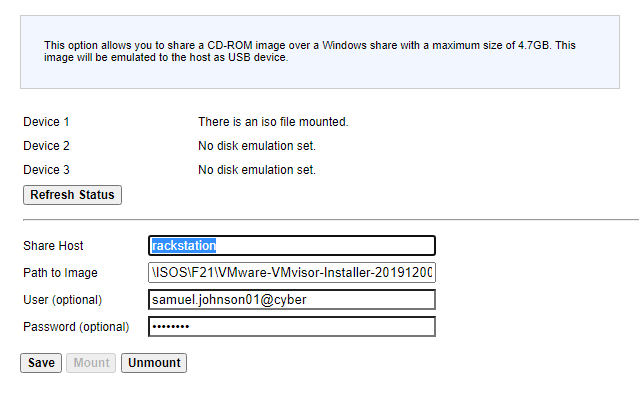 This option allows you to share a CD-ROM image over a Windows share with a maximum size of 4.7GB. This
image will be emulated to the host as USB device.
Device 1 There is an iso file mounted.
Device 2 No disk emulation set.
Device 3 No disk emulation set.
Refresh Status
Share Host rackstation
Path to Image \ISOS\F21\VMware-VMvisor-Installer-20191200
User (optional) samuel.johnson01@cyber
Password (optional) ••••••••
Save Mount Unmount